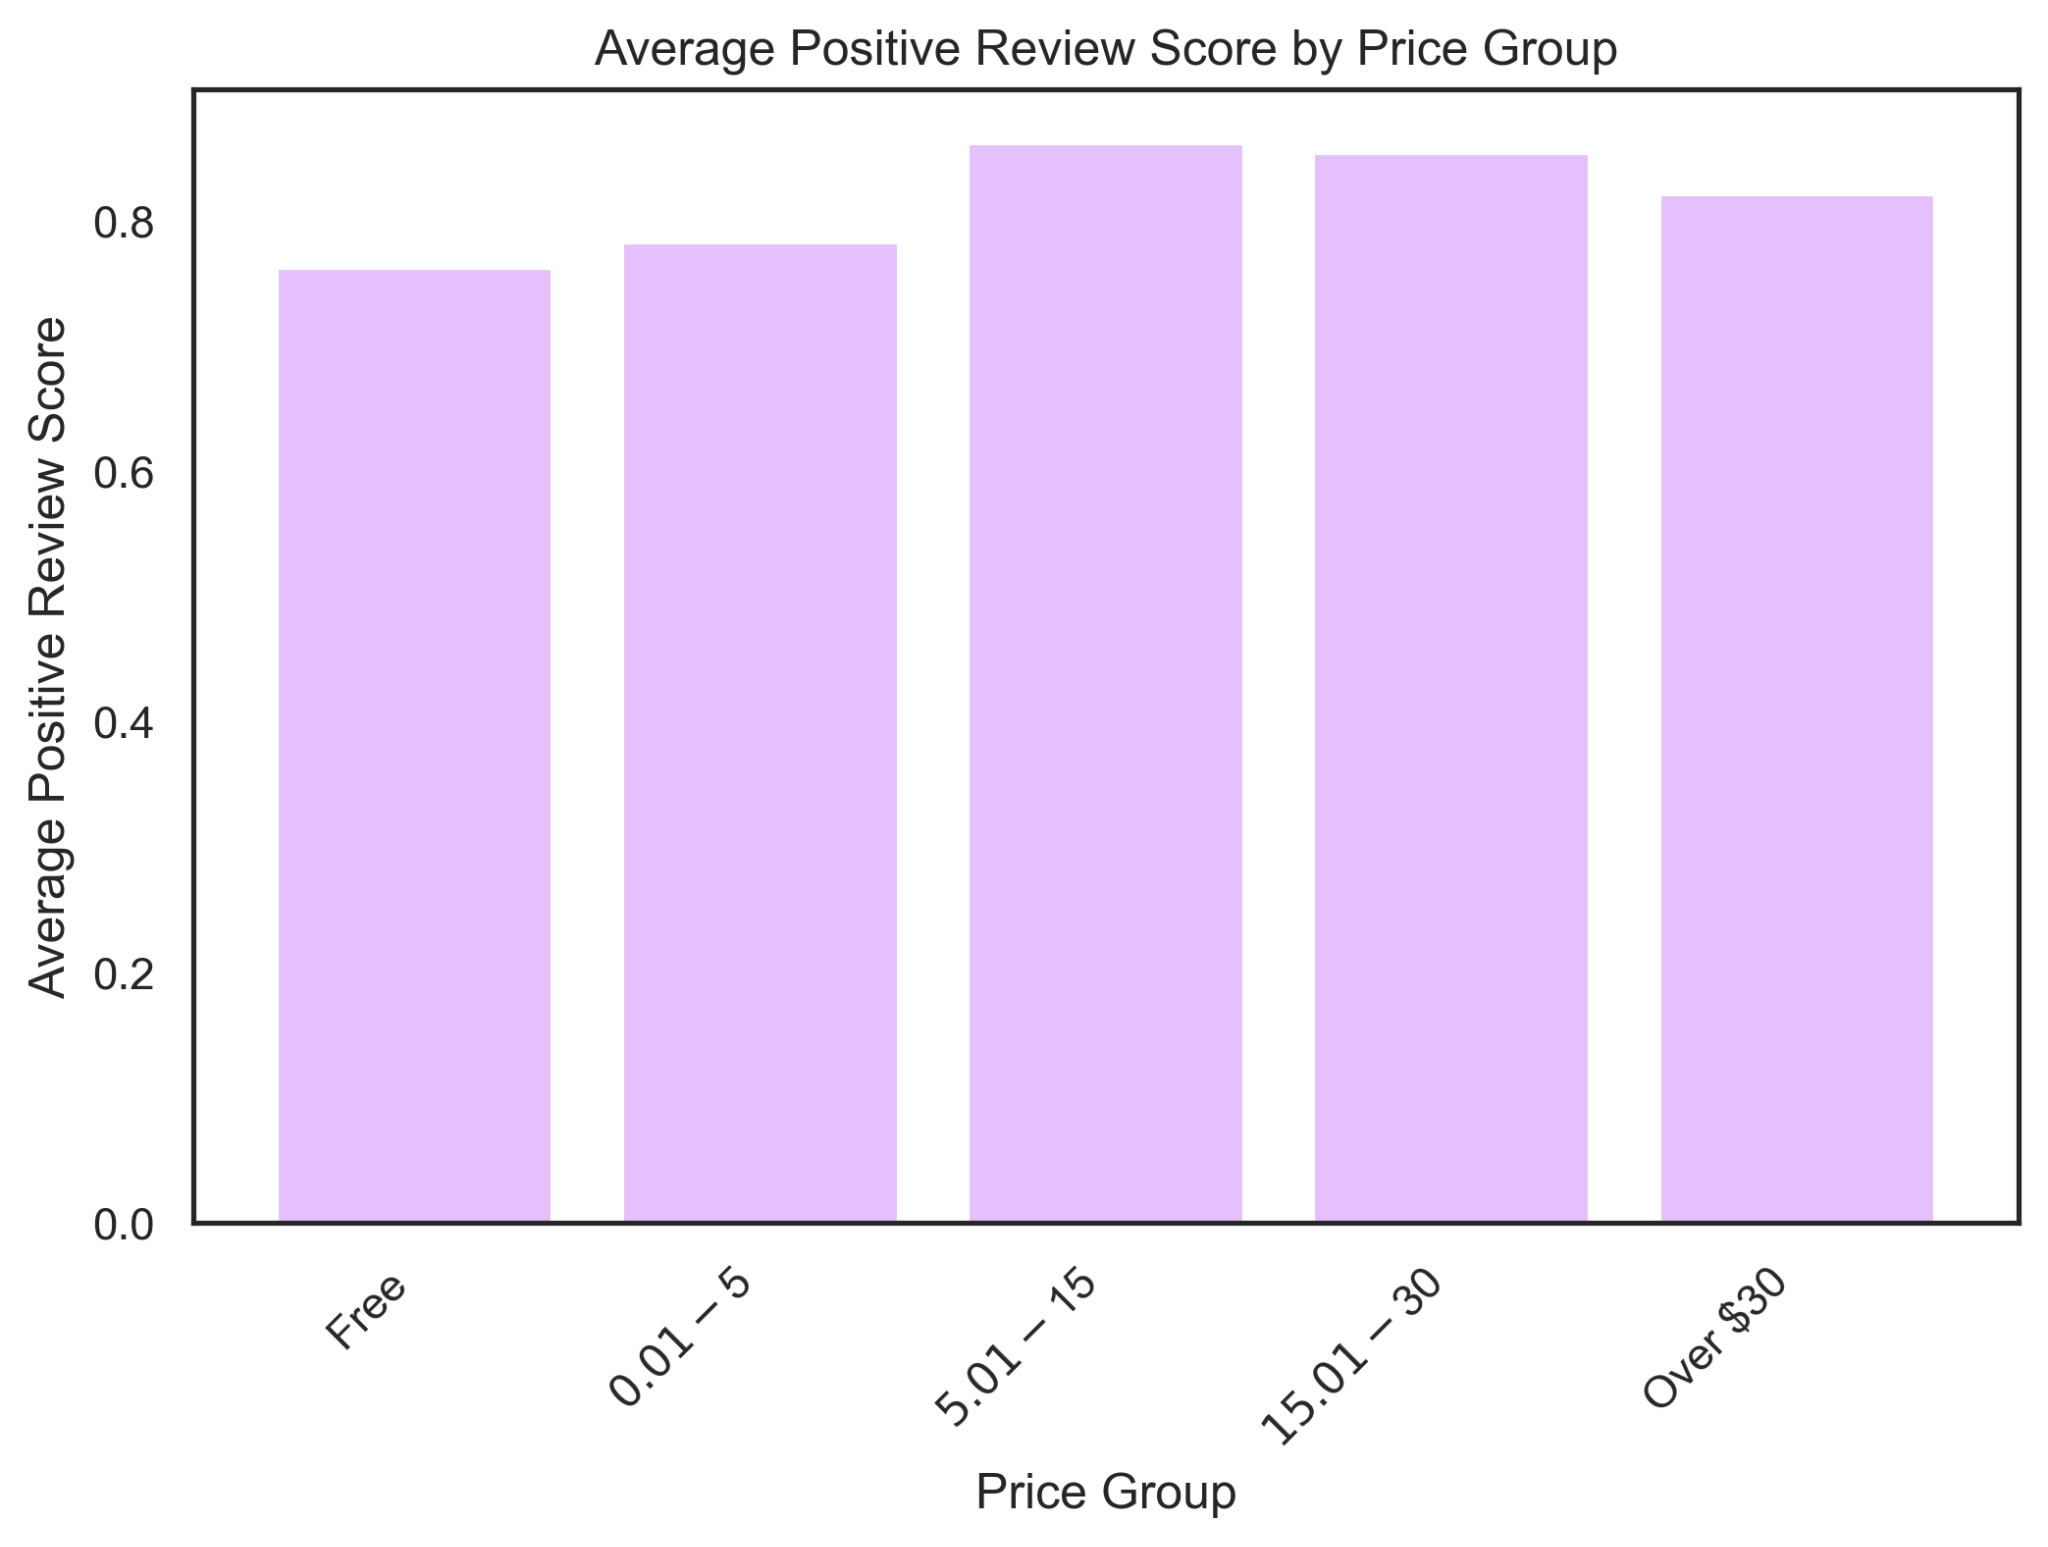 Average Positive Review Score by Price Group
Average Positive Review Score
0.8
0.6
0.4
0.2
0.0
Free
0.01 – 5
5.01 – 15
15.01 – 30
Over $30
Price Group